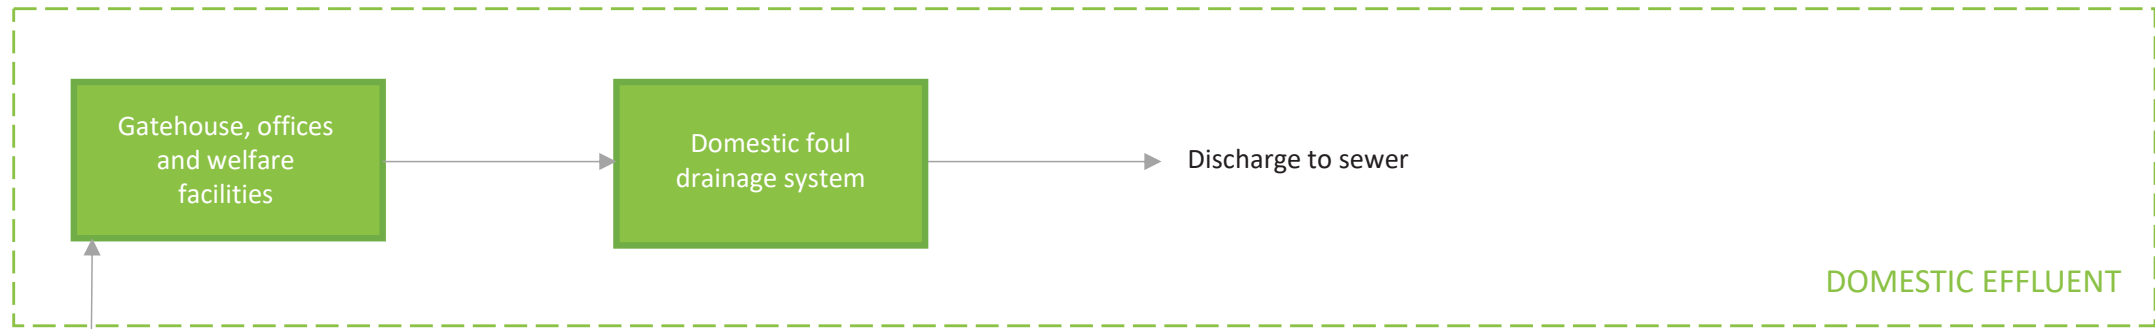 Gatehouse, offices
and welfare
facilities
Domestic foul
drainage system
Discharge to sewer
DOMESTIC EFFLUENT